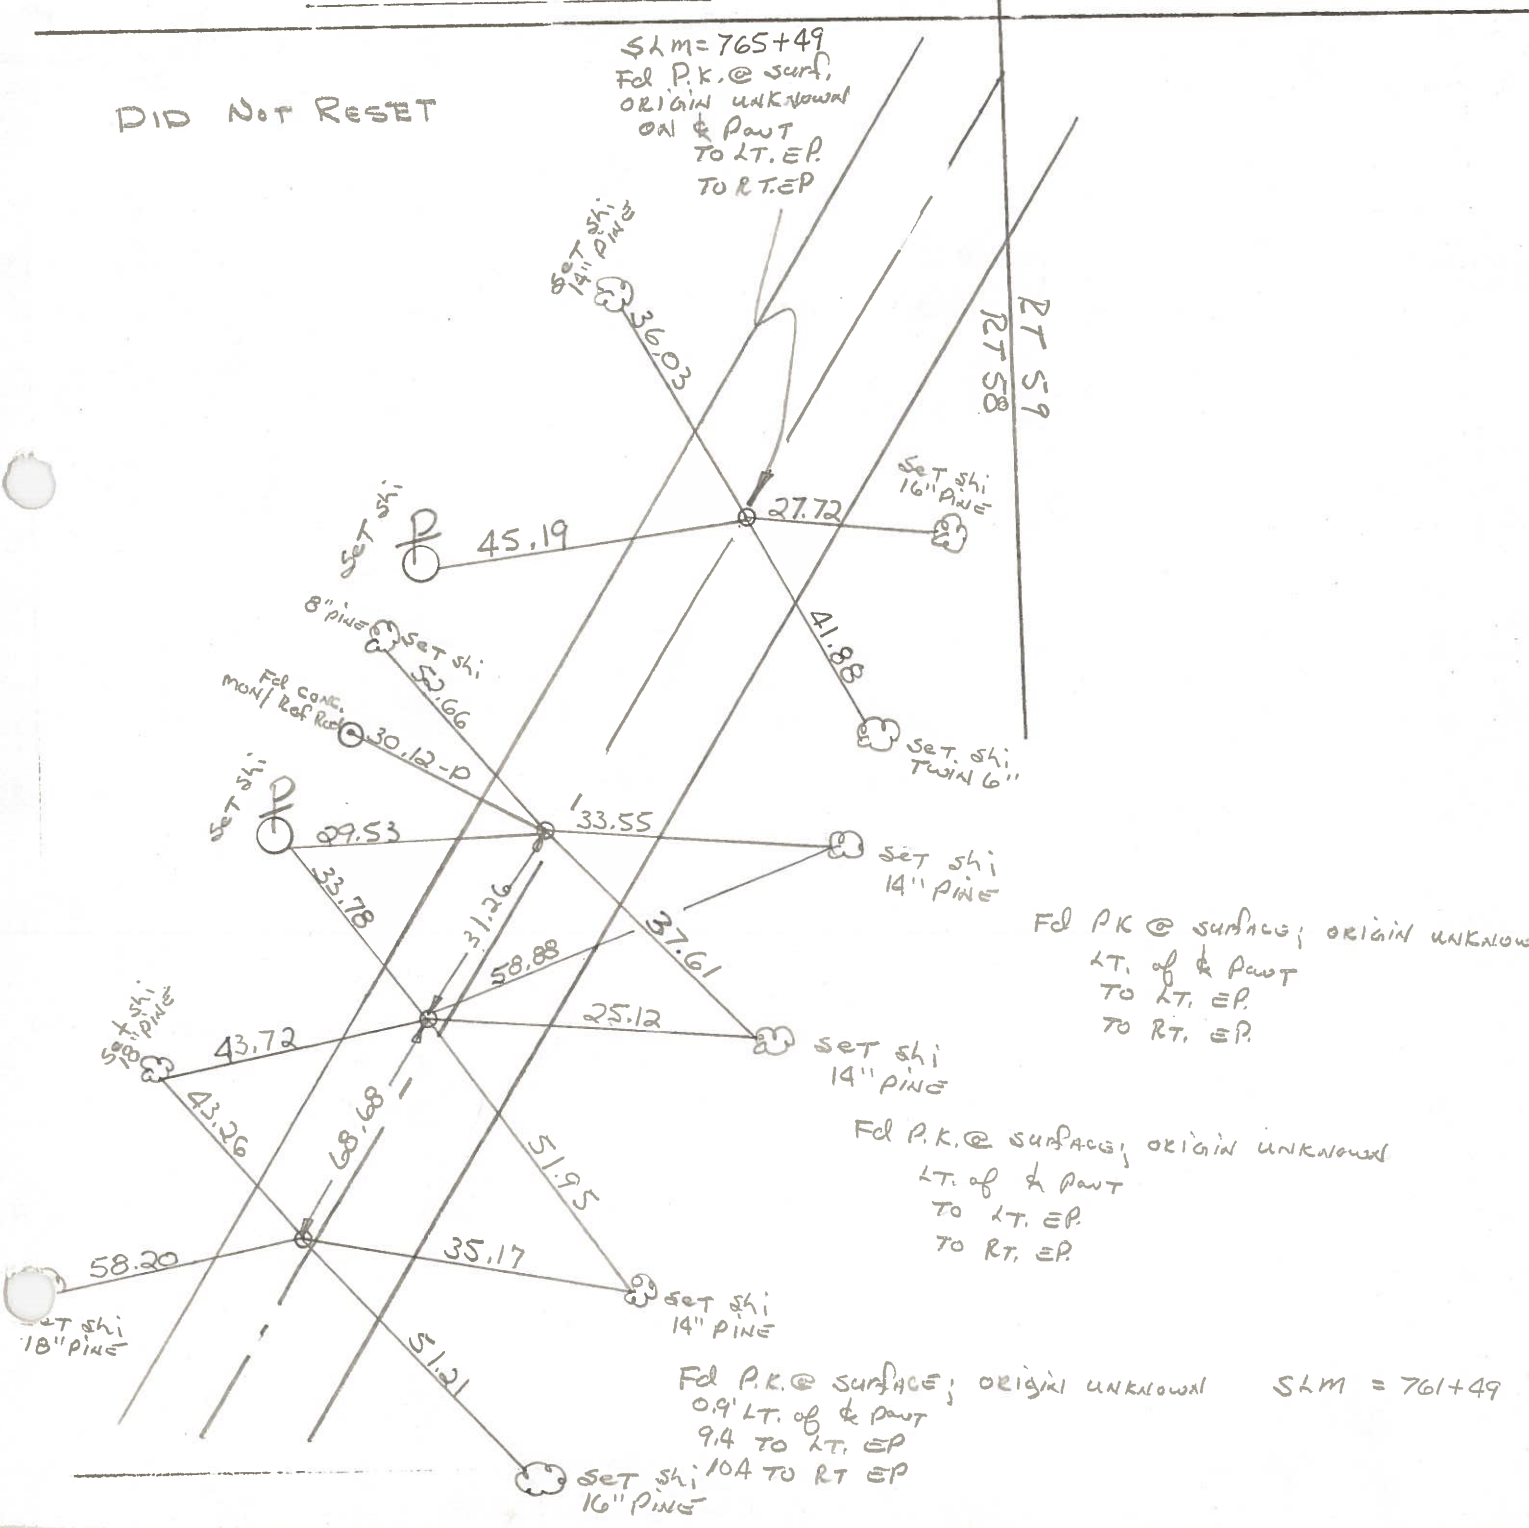 SLM = 765+49
Fd P.K. @ surf.
ORIGIN UNKNOWN
ON ℄ PavT
TO LT. EP.
TO RT. EP
DID NOT RESET
SET Shi
14" PINE
36.03
RT 59
RT 58
SET Shi
16" PINE
27.72
SET Shi
P
45.19
41.88
8" PINE
SET Shi
52.66
Fd conc.
MON/ Ref Rod
30.12-P
SET Shi
TWIN 6"
SET Shi
P
29.53
33.55
SET Shi
14" PINE
33.78
31.26
37.61
58.88
Fd PK @ SURFACE; ORIGIN UNKNOW
LT. of ℄ PavT
TO LT. EP.
TO RT. EP.
Set Shi
18" PINE
43.72
25.12
SET Shi
14" PINE
43.26
68.68
51.95
Fd P.K. @ SURFACE; ORIGIN UNKNOWN
LT. of ℄ PavT
TO LT. EP.
TO RT. EP.
58.20
35.17
ET Shi
18" PINE
SET Shi
14" PINE
51.21
Fd P.K. @ SURFACE; ORIGIN UNKNOWN SLM = 761+49
0.9' LT. of ℄ PavT
9.4 TO LT. EP
10.4 TO RT EP
SET Shi
16" PINE